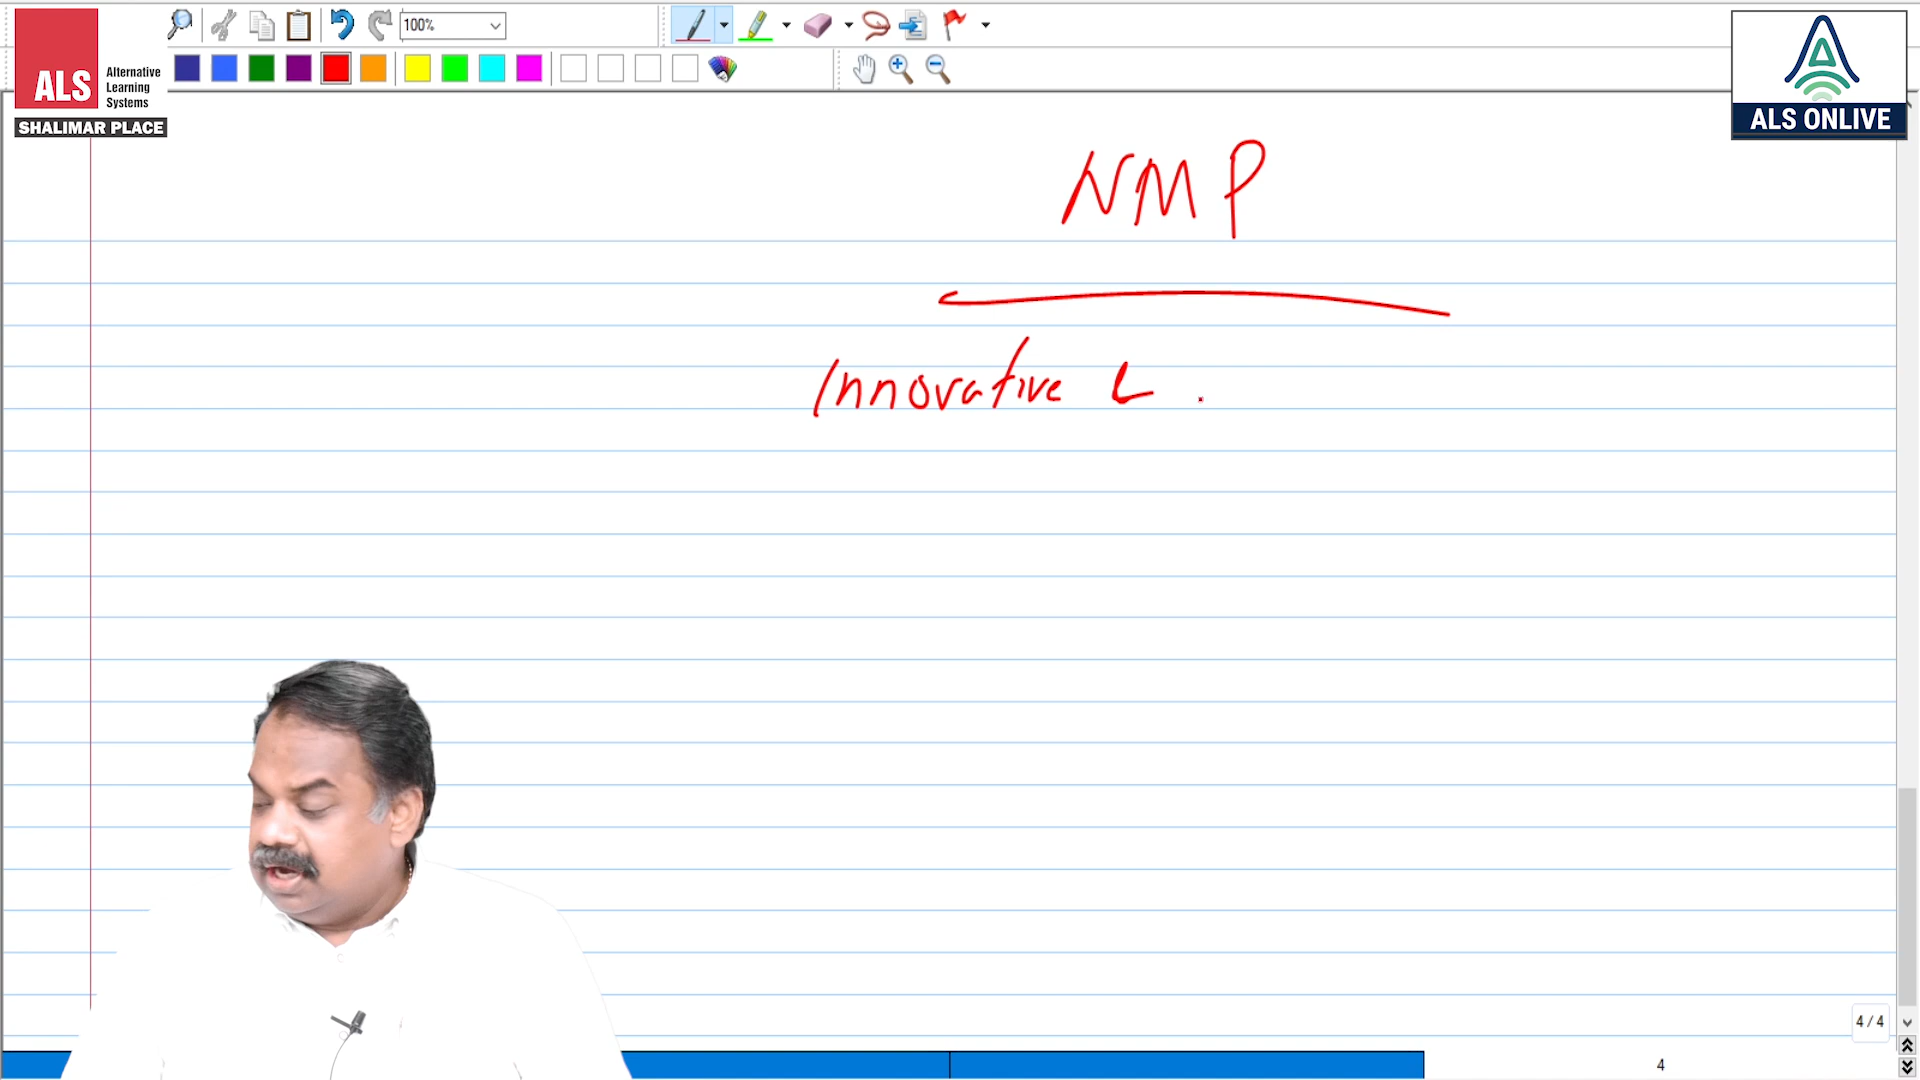 100%
ALS
Alternative
Learning
Systems
SHALIMAR PLACE
ALS ONLIVE
NMP
Innovative L
4 / 4
4